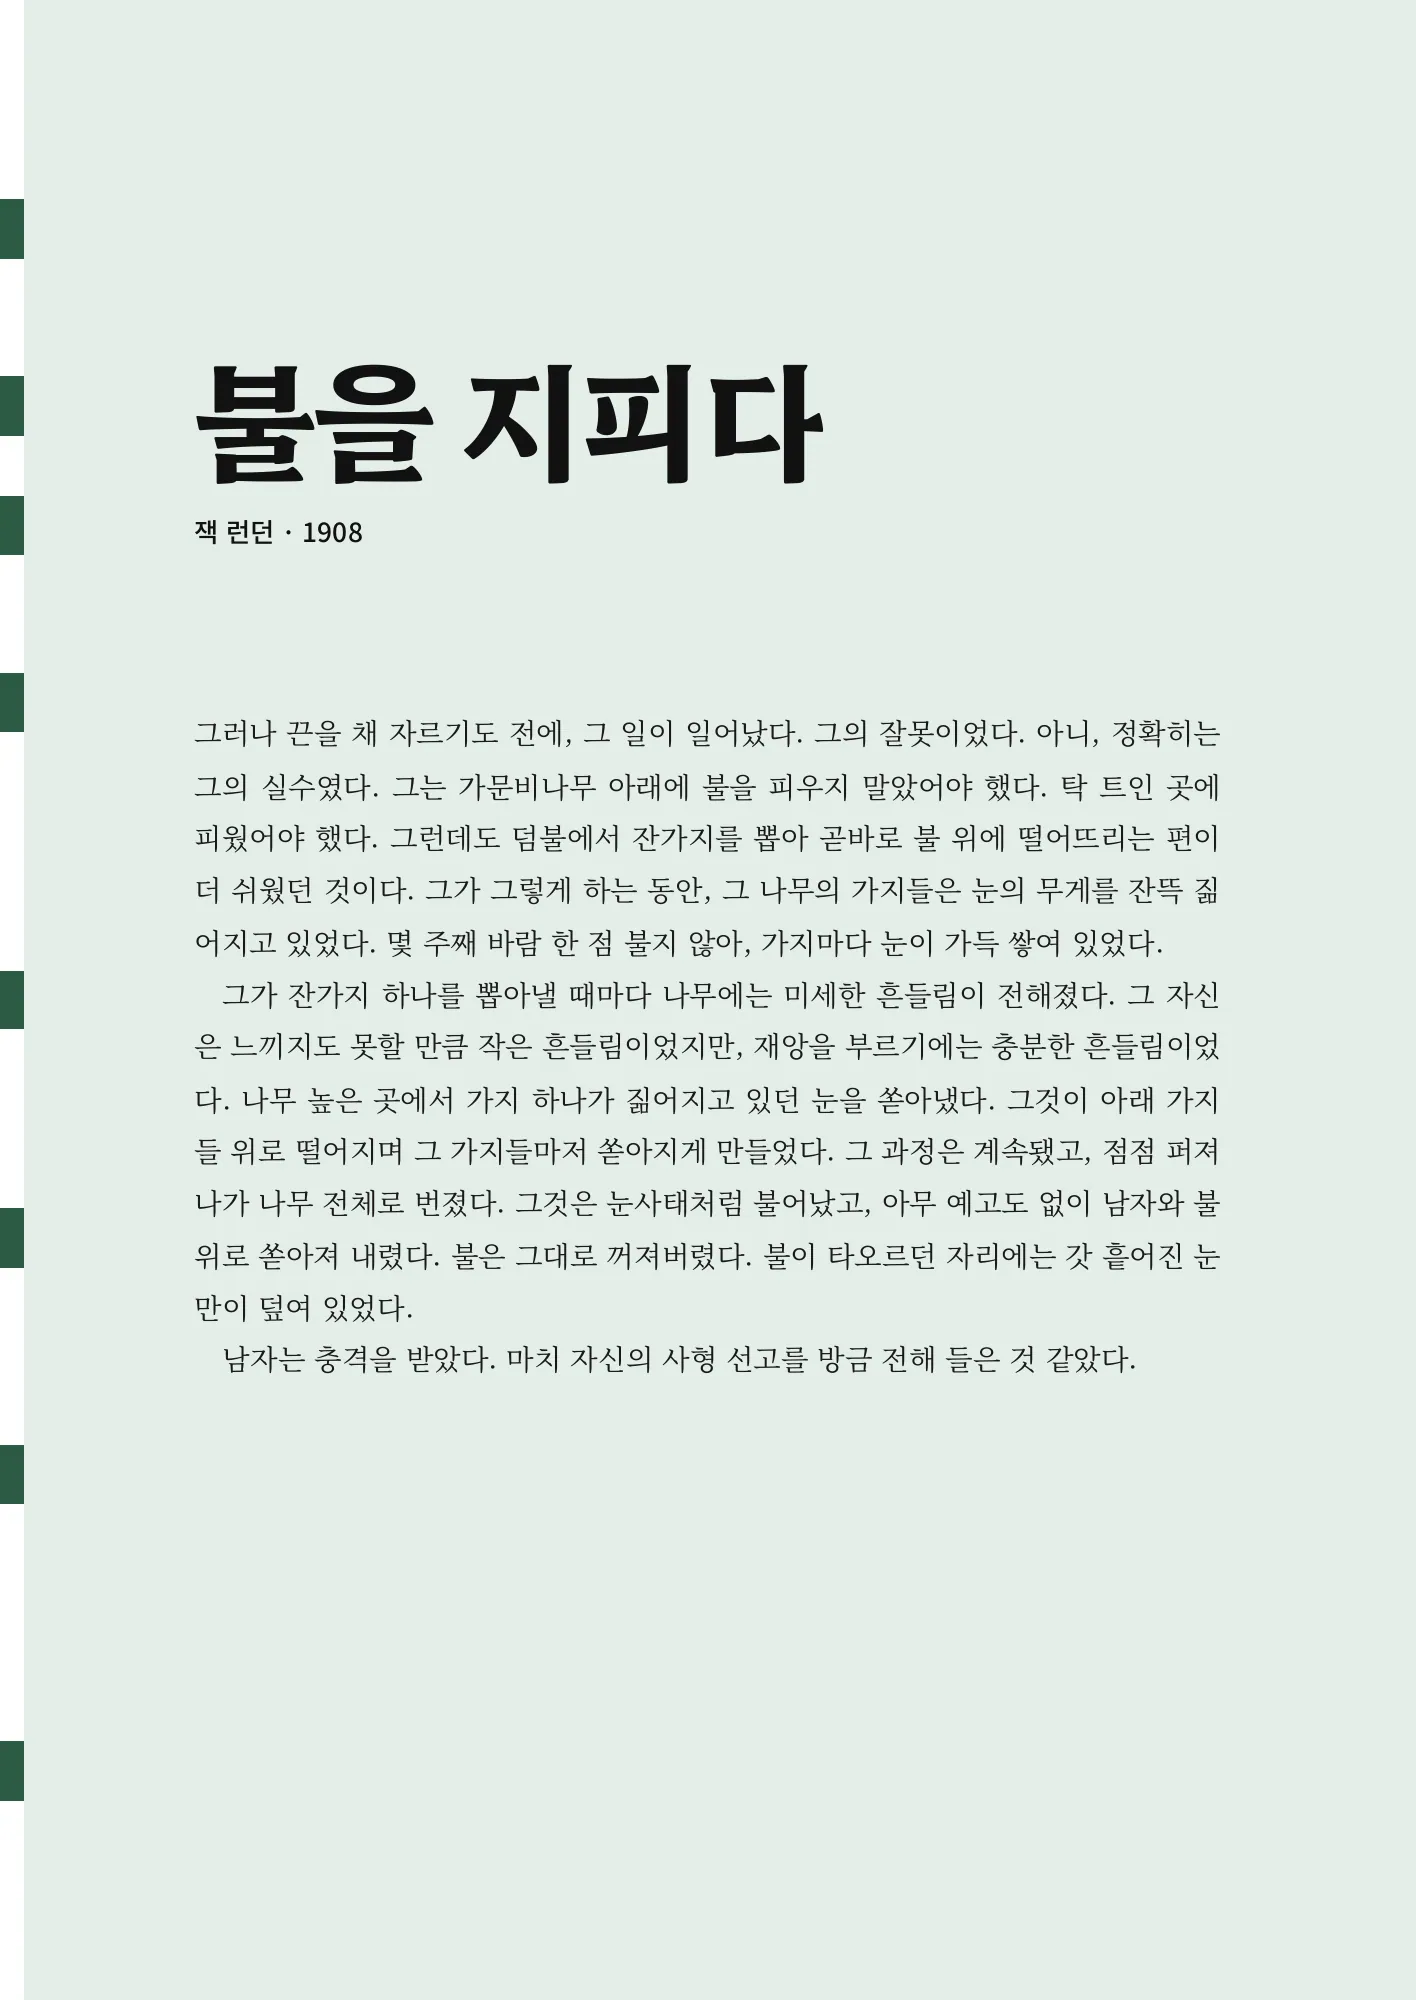 불을 지피다
잭 런던 · 1908
그러나 끈을 채 자르기도 전에, 그 일이 일어났다. 그의 잘못이었다. 아니, 정확히는
그의 실수였다. 그는 가문비나무 아래에 불을 피우지 말았어야 했다. 탁 트인 곳에
피웠어야 했다. 그런데도 덤불에서 잔가지를 뽑아 곧바로 불 위에 떨어뜨리는 편이
더 쉬웠던 것이다. 그가 그렇게 하는 동안, 그 나무의 가지들은 눈의 무게를 잔뜩 짊
어지고 있었다. 몇 주째 바람 한 점 불지 않아, 가지마다 눈이 가득 쌓여 있었다.
그가 잔가지 하나를 뽑아낼 때마다 나무에는 미세한 흔들림이 전해졌다. 그 자신
은 느끼지도 못할 만큼 작은 흔들림이었지만, 재앙을 부르기에는 충분한 흔들림이었
다. 나무 높은 곳에서 가지 하나가 짊어지고 있던 눈을 쏟아냈다. 그것이 아래 가지
들 위로 떨어지며 그 가지들마저 쏟아지게 만들었다. 그 과정은 계속됐고, 점점 퍼져
나가 나무 전체로 번졌다. 그것은 눈사태처럼 불어났고, 아무 예고도 없이 남자와 불
위로 쏟아져 내렸다. 불은 그대로 꺼져버렸다. 불이 타오르던 자리에는 갓 흩어진 눈
만이 덮여 있었다.
남자는 충격을 받았다. 마치 자신의 사형 선고를 방금 전해 들은 것 같았다.